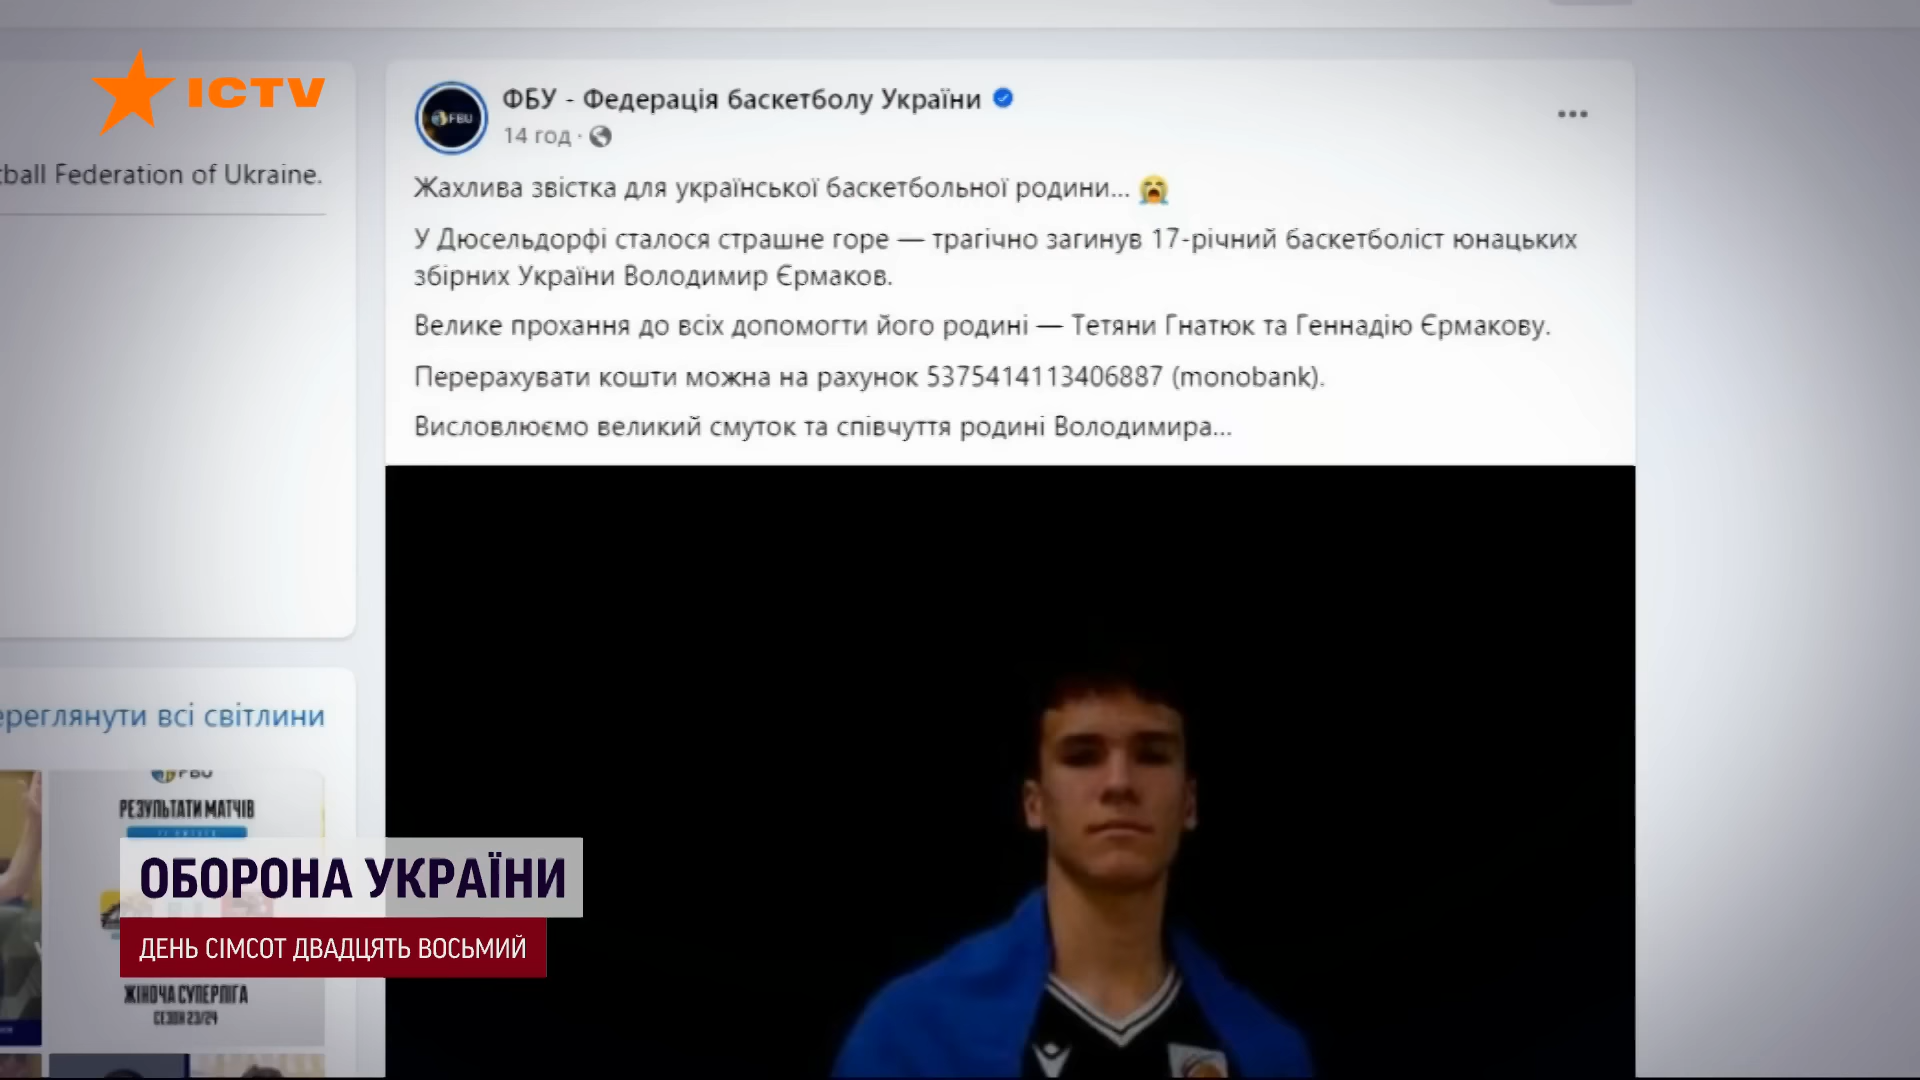 ICTV
ФБУ - Федерація баскетболу України
FBU
14 год ·
ball Federation of Ukraine.
Жахлива звістка для української баскетбольної родини...
У Дюсельдорфі сталося страшне горе — трагічно загинув 17-річний баскетболіст юнацьких
збірних України Володимир Єрмаков.
Велике прохання до всіх допомогти його родині — Тетяни Гнатюк та Геннадію Єрмакову.
Перерахувати кошти можна на рахунок 5375414113406887 (monobank).
Висловлюємо великий смуток та співчуття родині Володимира...
ереглянути всі світлини
FBU
РЕЗУЛЬТАТИ МАТЧІВ
ОБОРОНА УКРАЇНИ
ДЕНЬ СІМСОТ ДВАДЦЯТЬ ВОСЬМИЙ
ЖІНОЧА СУПЕРЛІГА
СЕЗОН 23/24